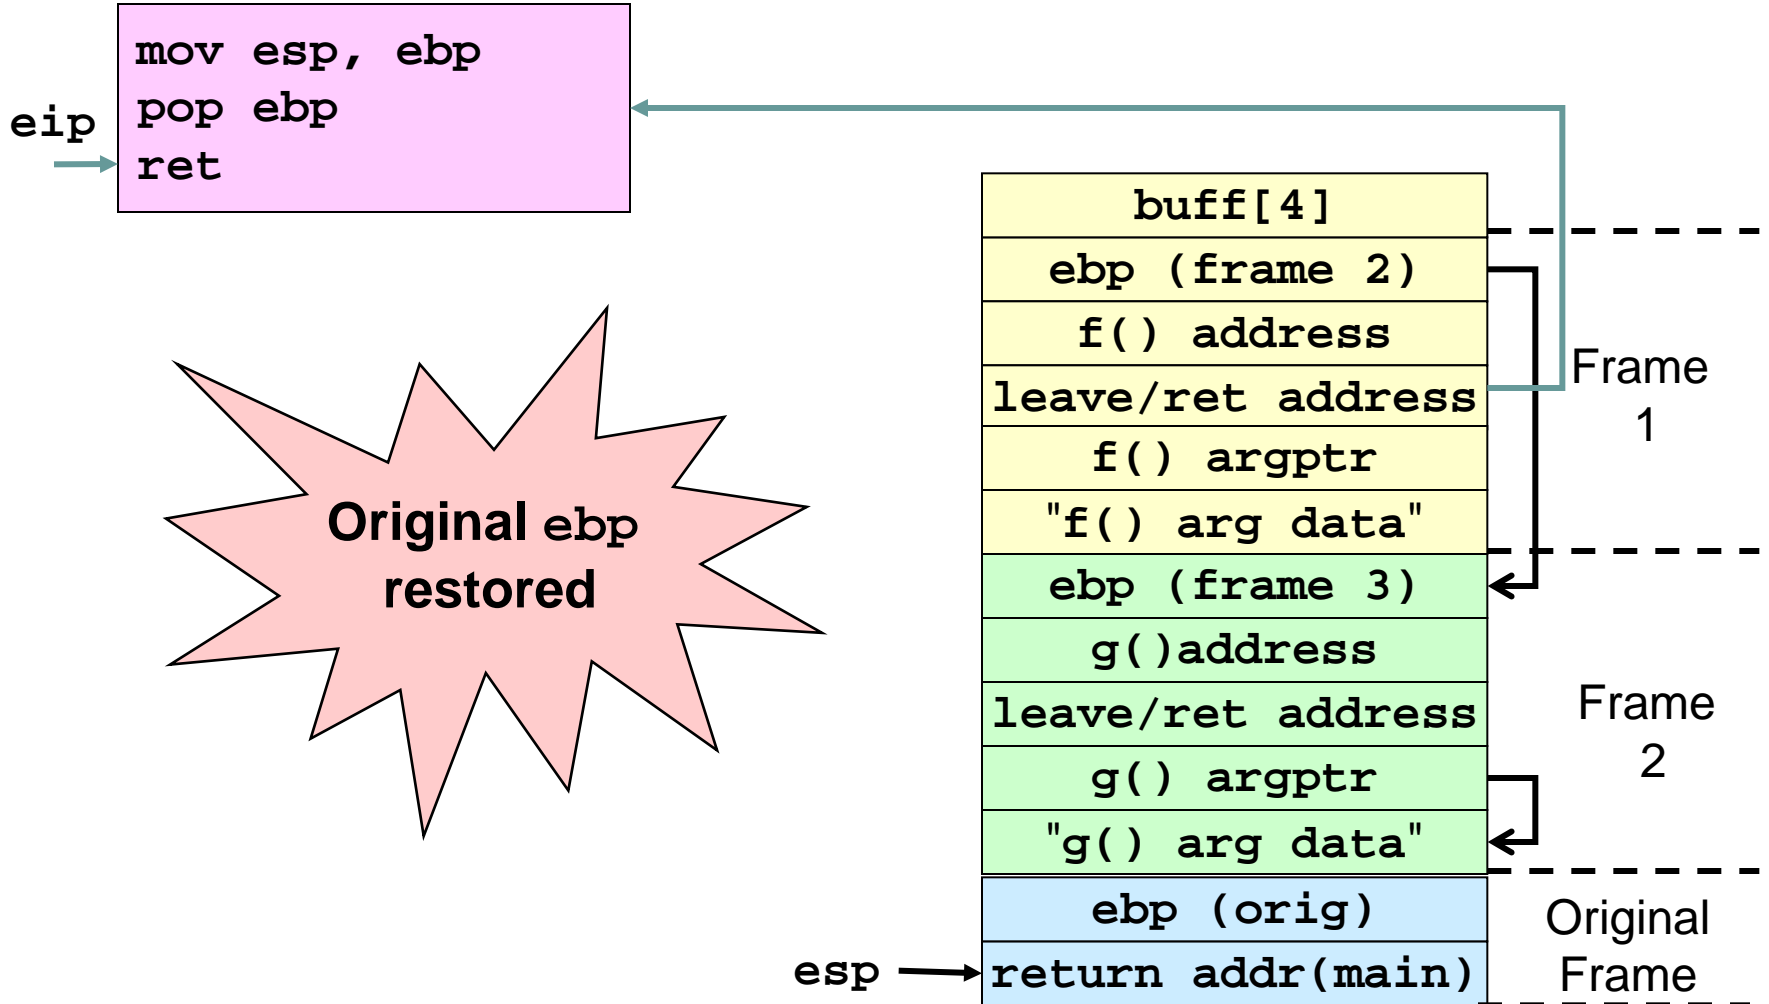 mov esp, ebp
pop ebp
ret
eip
buff[4]
ebp (frame 2)
f() address
leave/ret address
f() argptr
"f() arg data"
ebp (frame 3)
g()address
leave/ret address
g() argptr
"g() arg data"
ebp (orig)
return addr(main)
Frame
1
Frame
2
Original
Frame
Original ebp
restored
esp